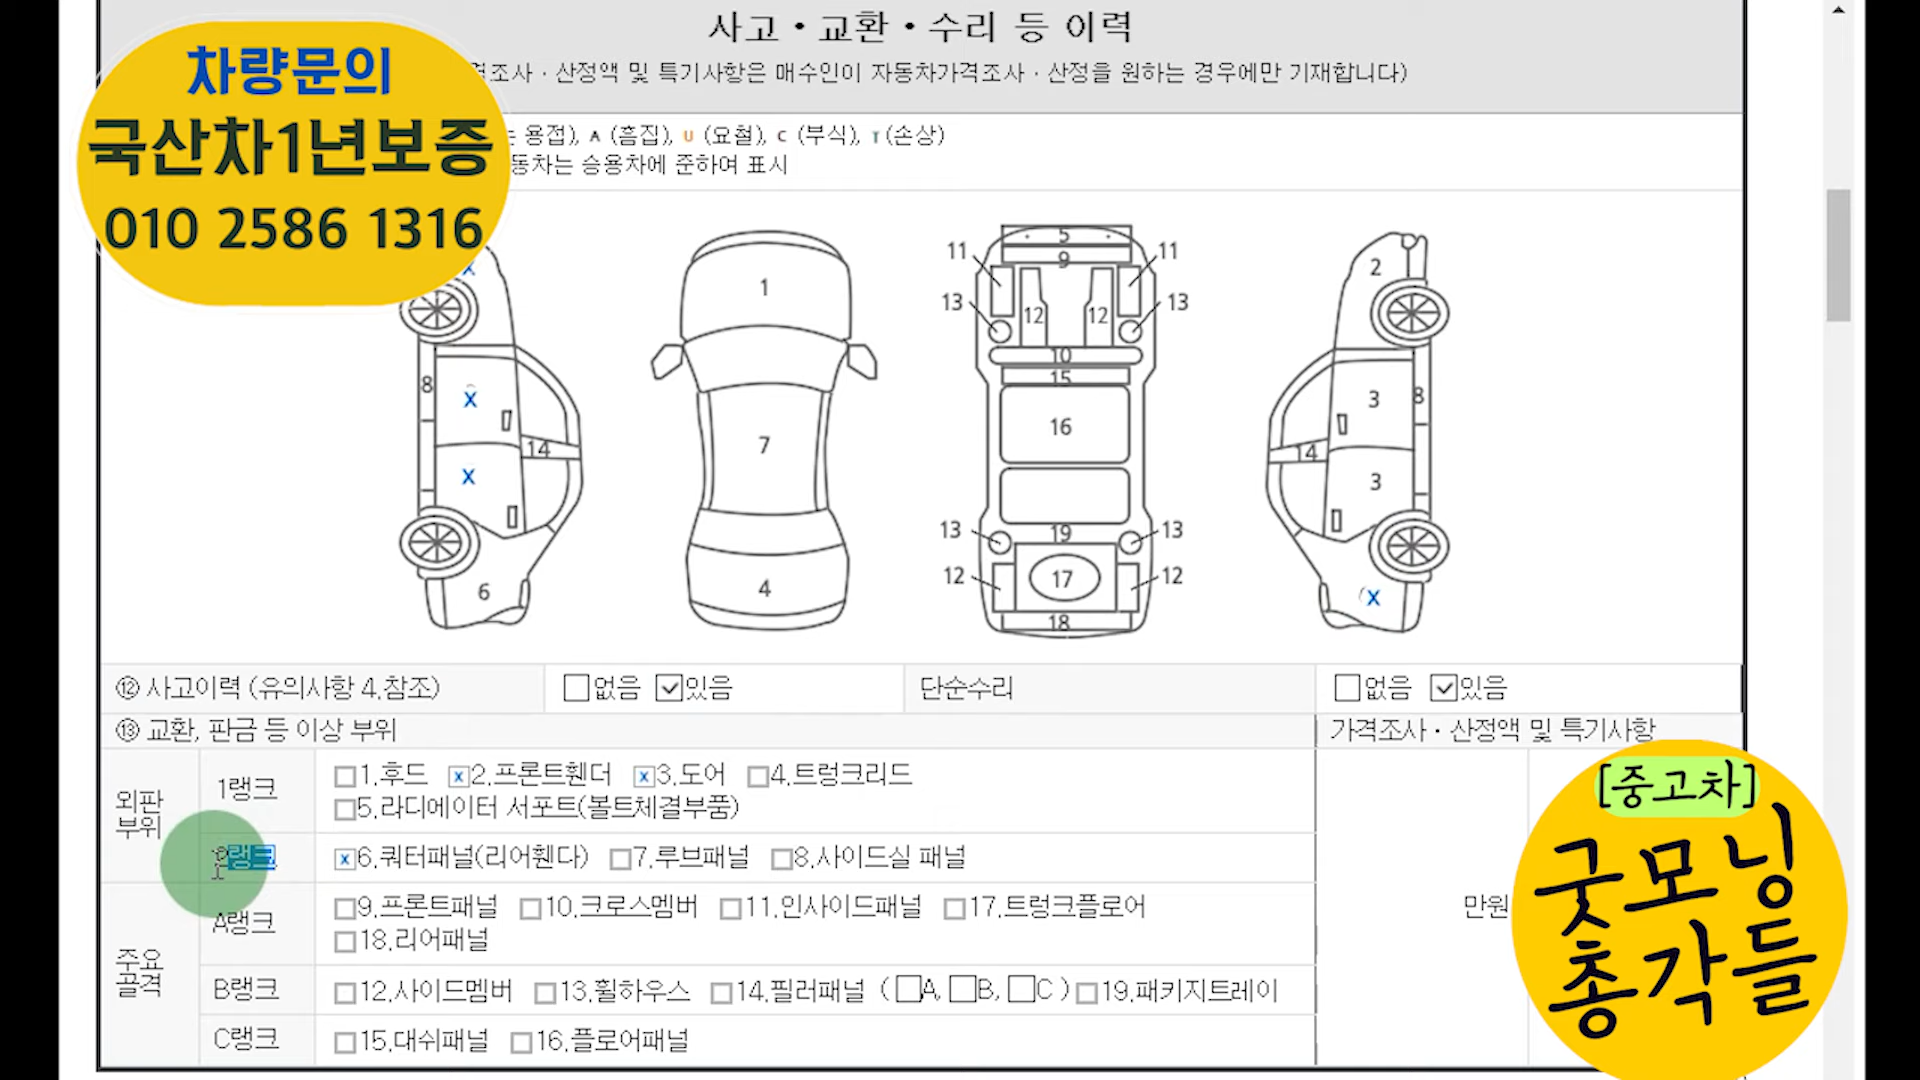 사고 · 교환 · 수리 등 이력
격조사 · 산정액 및 특기사항은 매수인이 자동차가격조사 · 산정을 원하는 경우에만 기재합니다)
차량문의
국산차1년보증
010 2586 1316
는 용접), A (흠집), U (요철), C (부식), T (손상)
동차는 승용차에 준하여 표시
X
8
X
X
14
6
1
7
4
5
9
11
11
13
13
12
12
10
15
16
13
13
19
12
12
17
18
2
3
8
14
3
X
⑫ 사고이력 (유의사항 4.참조) 없음 있음 단순수리 없음 있음
⑬ 교환, 판금 등 이상 부위 가격조사 · 산정액 및 특기사항
외판
부위
1랭크
1.후드 X 2.프론트휀더 X 3.도어 4.트렁크리드
5.라디에이터 서포트(볼트체결부품)
랭크 X 6.쿼터패널(리어휀다) 7.루브패널 8.사이드실 패널
주요
골격
A랭크
9.프론트패널 10.크로스멤버 11.인사이드패널 17.트렁크플로어
18.리어패널
만원
B랭크 12.사이드멤버 13.휠하우스 14.필러패널 ( A, B, C ) 19.패키지트레이
C랭크 15.대쉬패널 16.플로어패널
[중고차]
굿모닝
총각들